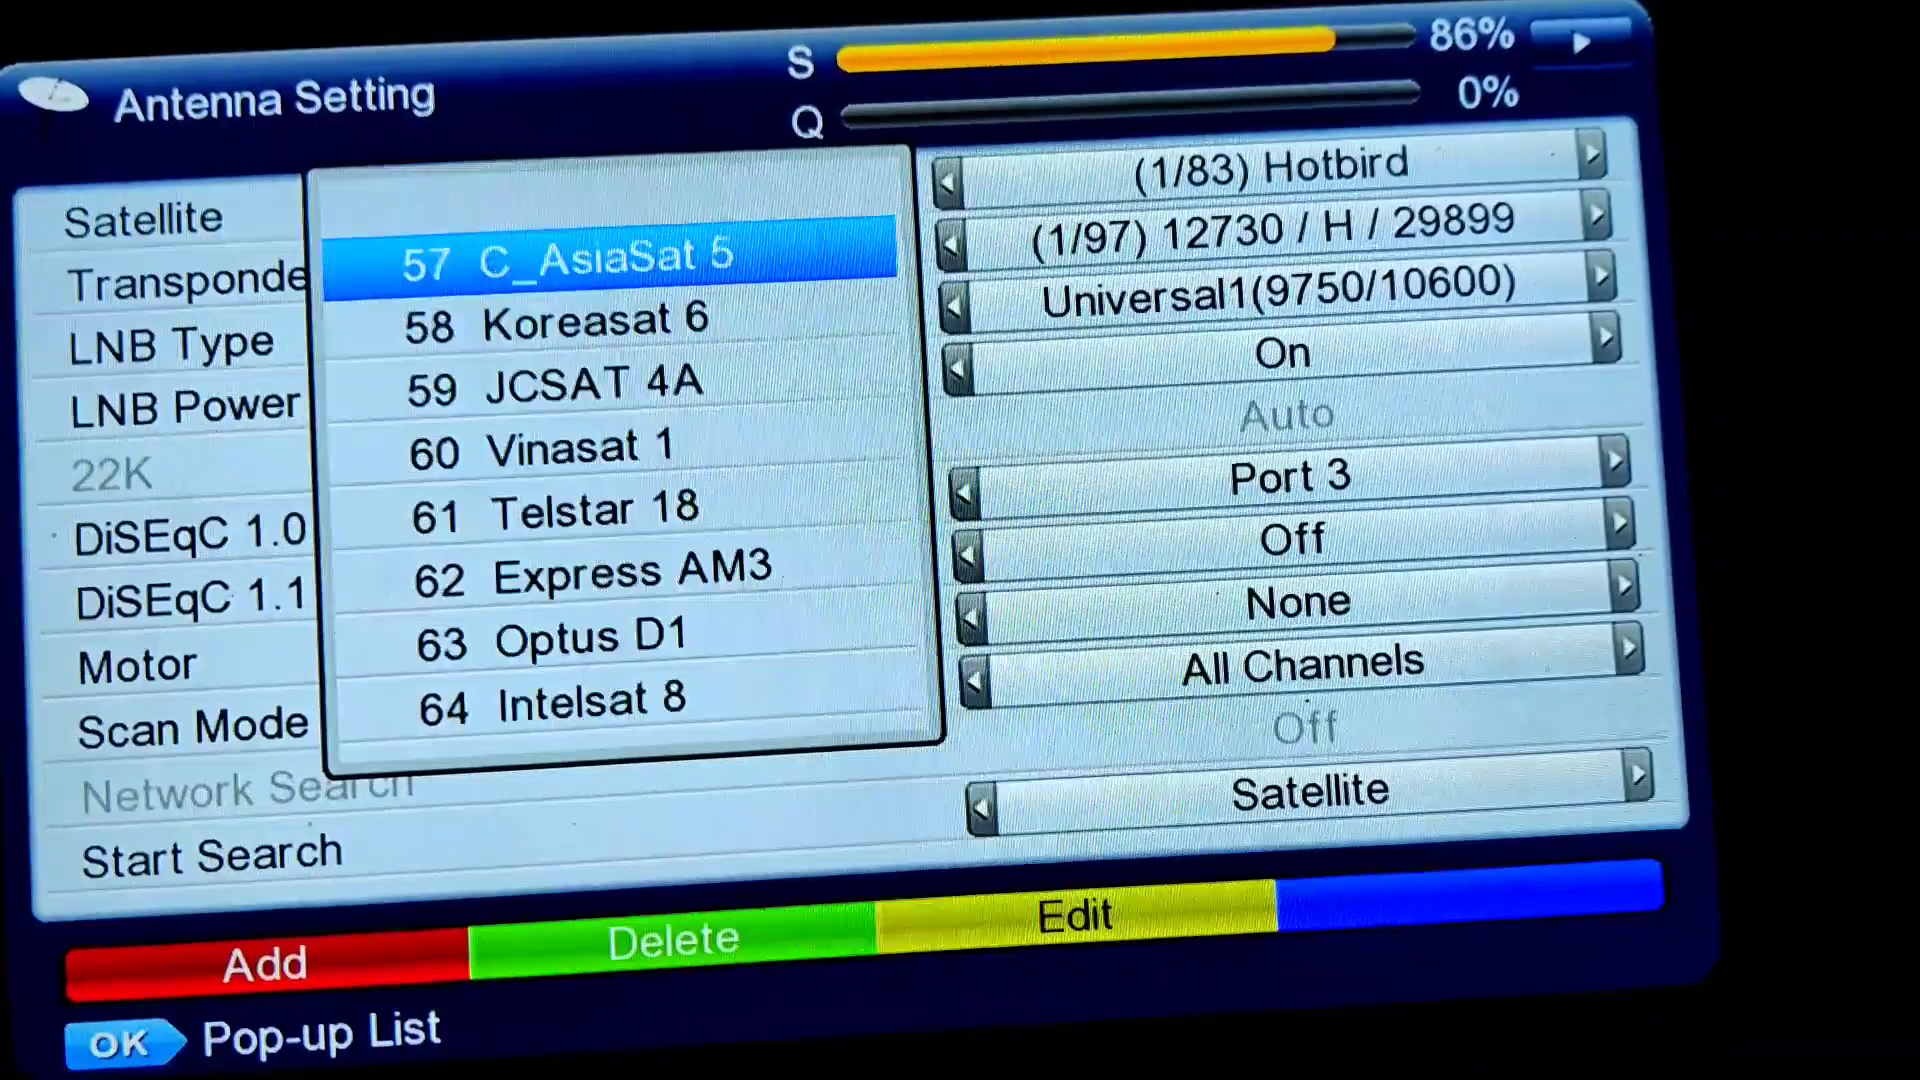 Antenna Setting
S 86%
Q 0%
Satellite (1/83) Hotbird
Transponde (1/97) 12730 / H / 29899
LNB Type Universal1(9750/10600)
LNB Power On
22K Auto
DiSEqC 1.0 Port 3
DiSEqC 1.1 Off
Motor None
Scan Mode All Channels
Network Search Off
Start Search Satellite
57 C_AsiaSat 5
58 Koreasat 6
59 JCSAT 4A
60 Vinasat 1
61 Telstar 18
62 Express AM3
63 Optus D1
64 Intelsat 8
Add Delete Edit
OK Pop-up List